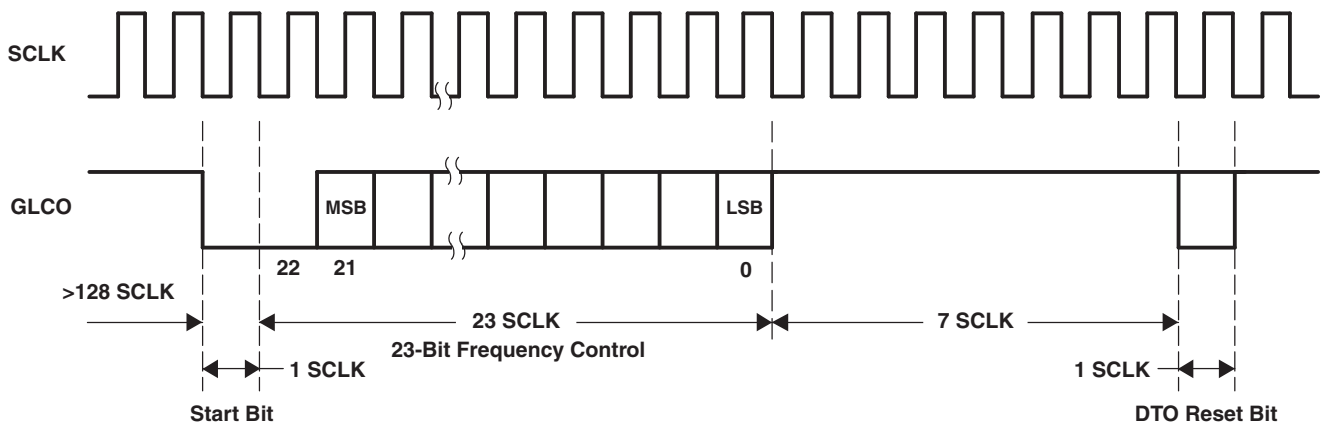 SCLK
GLCO
MSB
LSB
22
21
0
>128 SCLK
23 SCLK
7 SCLK
23-Bit Frequency Control
1 SCLK
1 SCLK
Start Bit
DTO Reset Bit